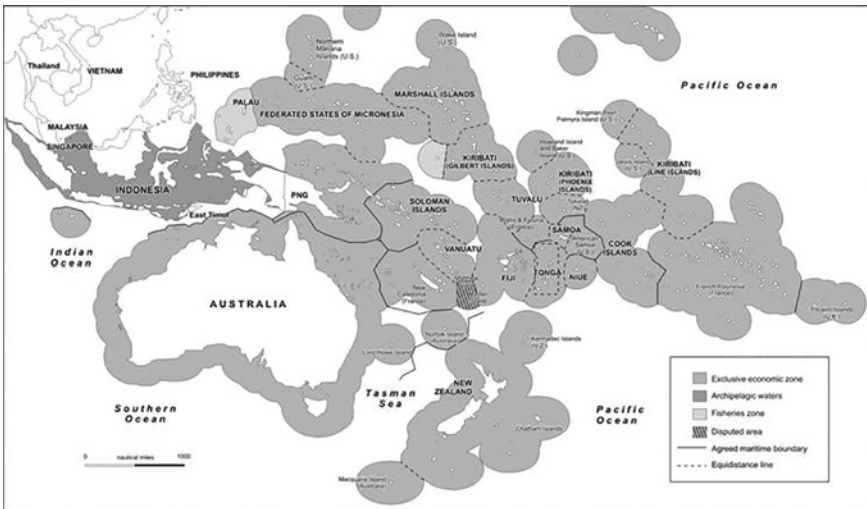 Thailand
VIETNAM
PHILIPPINES
Northern
Mariana
Islands (U.S.)
Guam
(U.S.)
Wake Island
(U.S.)
Pacific Ocean
PALAU
FEDERATED STATES OF MICRONESIA
MARSHALL ISLANDS
MALAYSIA
SINGAPORE
INDONESIA
Kingman Reef
Palmyra Island (U.S.)
Howland Island
and Baker
Island (U.S.)
Jarvis Island
(U.S.)
KIRIBATI
(GILBERT ISLANDS)
KIRIBATI
(PHOENIX
ISLANDS)
KIRIBATI
(LINE ISLANDS)
PNG
SOLOMAN
ISLANDS
TUVALU
Tokelau
(NZ)
East Timor
Wallis & Futuna
(France)
SAMOA
American
Samoa
(U.S.)
COOK
ISLANDS
Indian
Ocean
VANUATU
FIJI
TONGA
NIUE
French Polynesia
(France)
Pitcairn Islands
(U.K.)
AUSTRALIA
New
Caledonia
(France)
Norfolk Island
(Australia)
Lord Howe Island
Kermadec Islands
(N.Z.)
Tasman
Sea
NEW
ZEALAND
Southern
Ocean
Pacific
Ocean
Chatham Islands
Macquarie Island
(Australia)
0 nautical miles 1000
Exclusive economic zone
Archipelagic waters
Fisheries zone
Disputed area
Agreed maritime boundary
Equidistance line